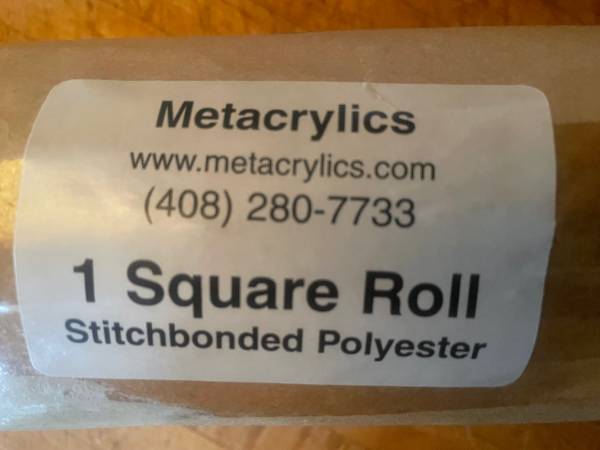 Metacrylics
www.metacrylics.com
(408) 280-7733
1 Square Roll
Stitchbonded Polyester